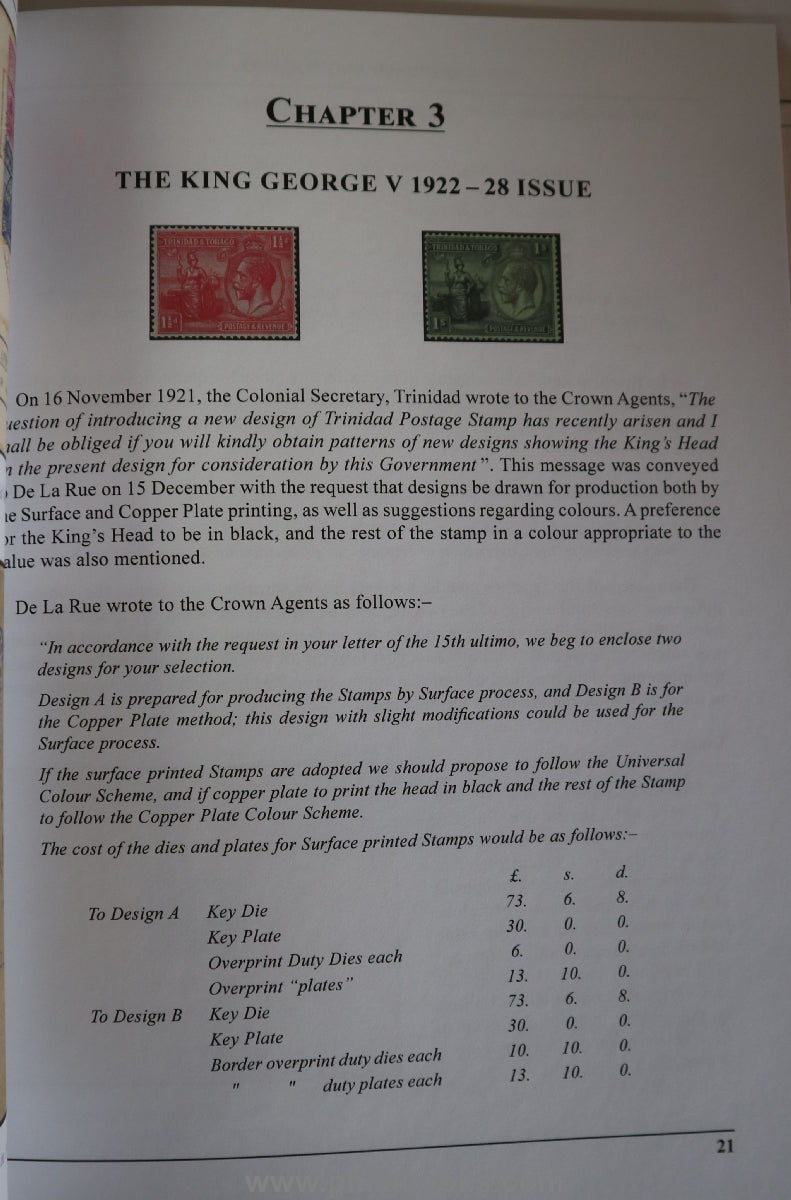 CHAPTER 3
THE KING GEORGE V 1922 – 28 ISSUE
TRINIDAD & TOBAGO 1½d
1½d POSTAGE & REVENUE
TRINIDAD & TOBAGO 1s
1s POSTAGE & REVENUE
On 16 November 1921, the Colonial Secretary, Trinidad wrote to the Crown Agents, “The
uestion of introducing a new design of Trinidad Postage Stamp has recently arisen and I
hall be obliged if you will kindly obtain patterns of new designs showing the King’s Head
n the present design for consideration by this Government”. This message was conveyed
De La Rue on 15 December with the request that designs be drawn for production both by
he Surface and Copper Plate printing, as well as suggestions regarding colours. A preference
or the King’s Head to be in black, and the rest of the stamp in a colour appropriate to the
alue was also mentioned.
De La Rue wrote to the Crown Agents as follows:–
“In accordance with the request in your letter of the 15th ultimo, we beg to enclose two
designs for your selection.
Design A is prepared for producing the Stamps by Surface process, and Design B is for
the Copper Plate method; this design with slight modifications could be used for the
Surface process.
If the surface printed Stamps are adopted we should propose to follow the Universal
Colour Scheme, and if copper plate to print the head in black and the rest of the Stamp
to follow the Copper Plate Colour Scheme.
The cost of the dies and plates for Surface printed Stamps would be as follows:–
£. s. d.
To Design A Key Die 73. 6. 8.
Key Plate 30. 0. 0.
Overprint Duty Dies each 6. 0. 0.
Overprint “plates” 13. 10. 0.
To Design B Key Die 73. 6. 8.
Key Plate 30. 0. 0.
Border overprint duty dies each 10. 10. 0.
" " duty plates each 13. 10. 0.
21